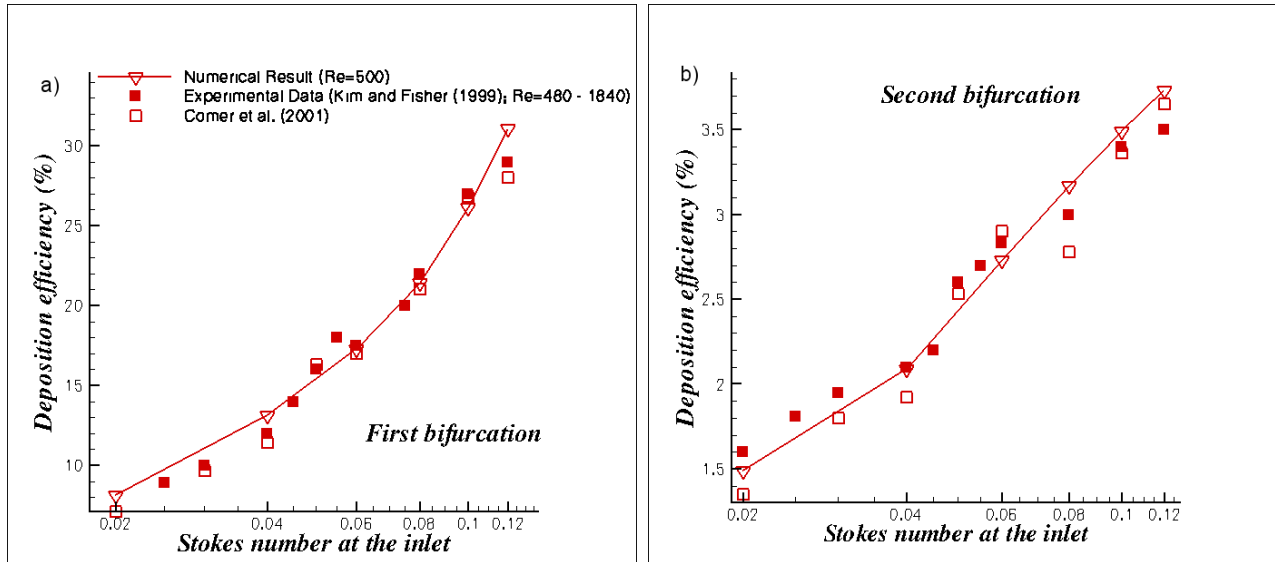 a)
Numerical Result (Re=500)
Experimental Data (Kim and Fisher (1999); Re=480 - 1840)
Comer et al. (2001)
Deposition efficiency (%)
30
25
20
15
10
First bifurcation
0.02 0.04 0.06 0.08 0.1 0.12
Stokes number at the inlet
b)
Second bifurcation
Deposition efficiency (%)
3.5
3
2.5
2
1.5
0.02 0.04 0.06 0.08 0.1 0.12
Stokes number at the inlet